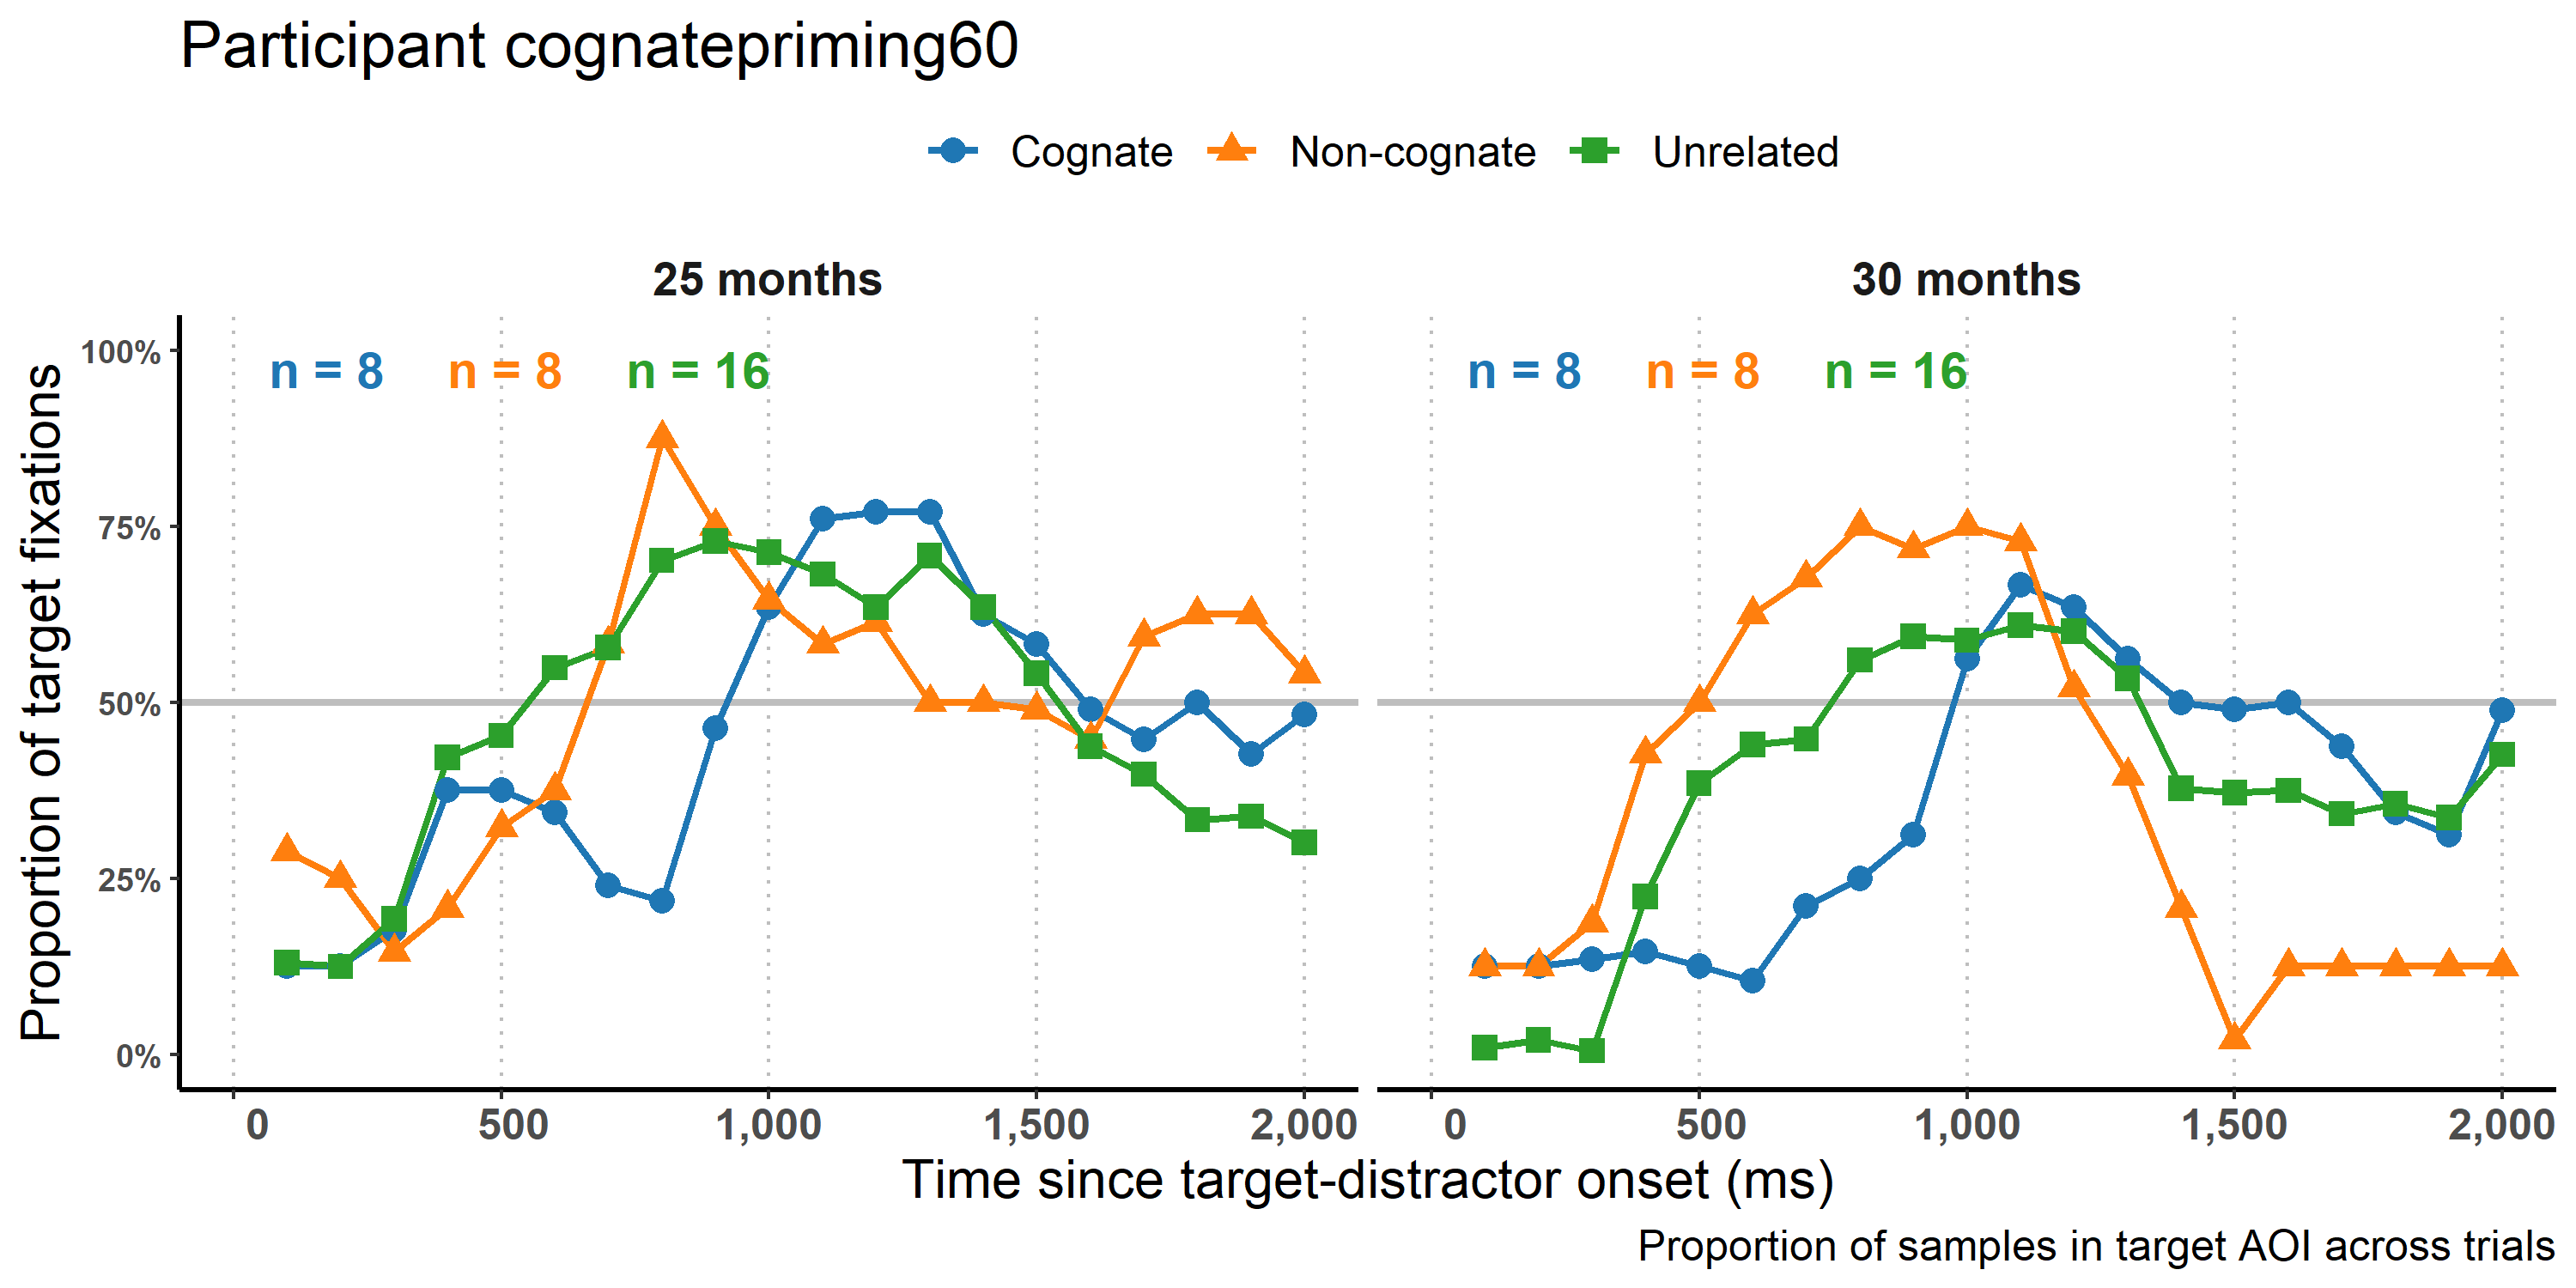 Participant cognatepriming60
Cognate Non-cognate Unrelated
25 months 30 months
n = 8 n = 8 n = 16 n = 8 n = 8 n = 16
Proportion of target fixations
100%
75%
50%
25%
0%
0 500 1,000 1,500 2,000 0 500 1,000 1,500 2,000
Time since target-distractor onset (ms)
Proportion of samples in target AOI across trials